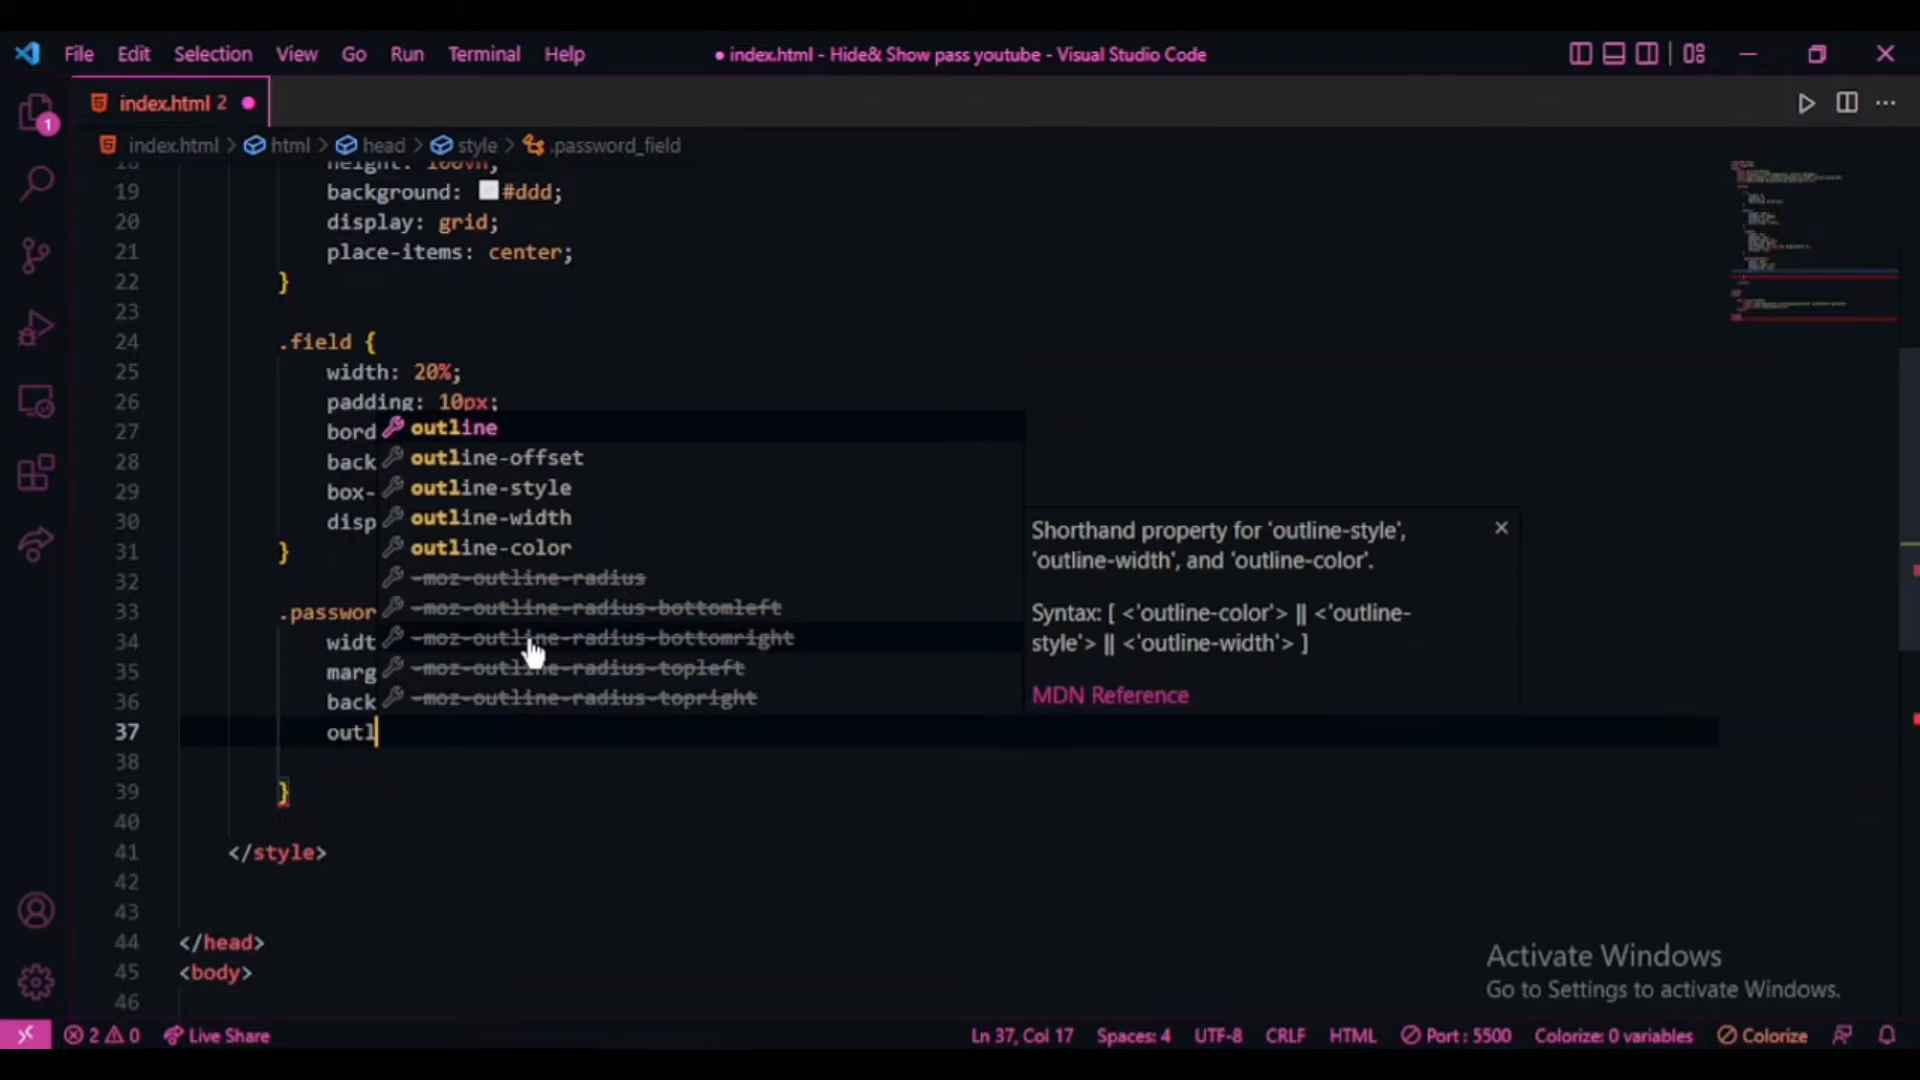 File Edit Selection View Go Run Terminal Help
● index.html - Hide& Show pass youtube - Visual Studio Code
index.html 2 ●
1
index.html > html > head > style > .password_field
18 height: 100vh;
19 background: #ddd;
20 display: grid;
21 place-items: center;
22 }
23
24 .field {
25 width: 20%;
26 padding: 10px;
27 bord
28 back
29 box-
30 disp
31 }
32
33 .passwor
34 widt
35 marg
36 back
37 outl
38
39 }
40
41 </style>
42
43
44 </head>
45 <body>
46
outline
outline-offset
outline-style
outline-width
outline-color
-moz-outline-radius
-moz-outline-radius-bottomleft
-moz-outline-radius-bottomright
-moz-outline-radius-topleft
-moz-outline-radius-topright
Shorthand property for 'outline-style',
'outline-width', and 'outline-color'.
Syntax: [ <'outline-color'> || <'outline-
style'> || <'outline-width'> ]
MDN Reference
Activate Windows
Go to Settings to activate Windows.
2 0 Live Share
Ln 37, Col 17 Spaces: 4 UTF-8 CRLF HTML Port : 5500 Colorize: 0 variables Colorize